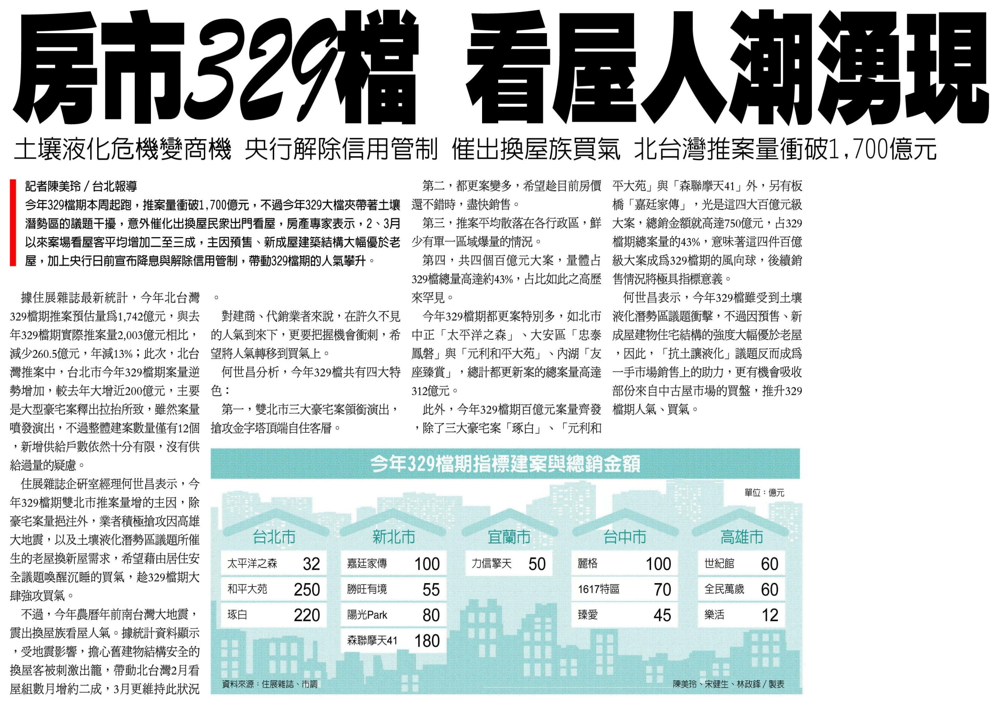 房市329檔 看屋人潮湧現
土壤液化危機變商機 央行解除信用管制 催出換屋族買氣 北台灣推案量衝破1,700億元
記者陳美玲/台北報導
今年329檔期本周起跑，推案量衝破1,700億元，不過今年329大檔夾帶著土壤
潛勢區的議題干擾，意外催化出換屋民眾出門看屋，房產專家表示，2、3月
以來案場看屋客平均增加二至三成，主因預售、新成屋建築結構大幅優於老
屋，加上央行日前宣布降息與解除信用管制，帶動329檔期的人氣攀升。
據住展雜誌最新統計，今年北台灣
329檔期推案預估量為1,742億元，與去
年329檔期實際推案量2,003億元相比，
減少260.5億元，年減13%；此次，北台
灣推案中，台北市今年329檔期案量逆
勢增加，較去年大增近200億元，主要
是大型豪宅案釋出拉抬所致，雖然案量
噴發演出，不過整體建案數量僅有12個
，新增供給戶數依然十分有限，沒有供
給過量的疑慮。
住展雜誌企研室經理何世昌表示，今
年329檔期雙北市推案量增的主因，除
豪宅案量挹注外，業者積極搶攻因高雄
大地震，以及土壤液化潛勢區議題所催
生的老屋換新屋需求，希望藉由居住安
全議題喚醒沉睡的買氣，趁329檔期大
肆強攻買氣。
不過，今年農曆年前南台灣大地震，
震出換屋族看屋人氣。據統計資料顯示
，受地震影響，擔心舊建物結構安全的
換屋客被刺激出籠，帶動北台灣2月看
屋組數月增約二成，3月更維持此狀況
。
對建商、代銷業者來說，在許久不見
的人氣到來下，更要把握機會衝刺，希
望將人氣轉移到買氣上。
何世昌分析，今年329檔共有四大特
色：
第一，雙北市三大豪宅案領銜演出，
搶攻金字塔頂端自住客層。
第二，都更案變多，希望趁目前房價
還不錯時，盡快銷售。
第三，推案平均散落在各行政區，鮮
少有單一區域爆量的情況。
第四，共四個百億元大案，量體占
329檔總量高達約43%，占比如此之高歷
來罕見。
今年329檔期都更案特別多，如北市
中正「太平洋之森」、大安區「忠泰
鳳磐」與「元利和平大苑」、內湖「友
座臻賞」，總計都更新案的總案量高達
312億元。
此外，今年329檔期百億元案量齊發
，除了三大豪宅案「琢白」、「元利和
平大苑」與「森聯摩天41」外，另有板
橋「嘉廷家傳」，光是這四大百億元級
大案，總銷金額就高達750億元，占329
檔期總案量的43%，意味著這四件百億
級大案成為329檔期的風向球，後續銷
售情況將極具指標意義。
何世昌表示，今年329檔雖受到土壤
液化潛勢區議題衝擊，不過因預售、新
成屋建物住宅結構的強度大幅優於老屋
，因此，「抗土讓液化」議題反而成為
一手市場銷售上的助力，更有機會吸收
部份來自中古屋市場的買盤，推升329
檔期人氣、買氣。
今年329檔期指標建案與總銷金額
單位：億元
台北市
太平洋之森 32
和平大苑 250
琢白 220
新北市
嘉廷家傳 100
勝旺有境 55
陽光Park 80
森聯摩天41 180
宜蘭市
力信擎天 50
台中市
麗格 100
1617特區 70
臻愛 45
高雄市
世紀館 60
全民萬歲 60
樂活 12
資料來源：住展雜誌、市調
陳美玲、宋健生、林政鋒/製表